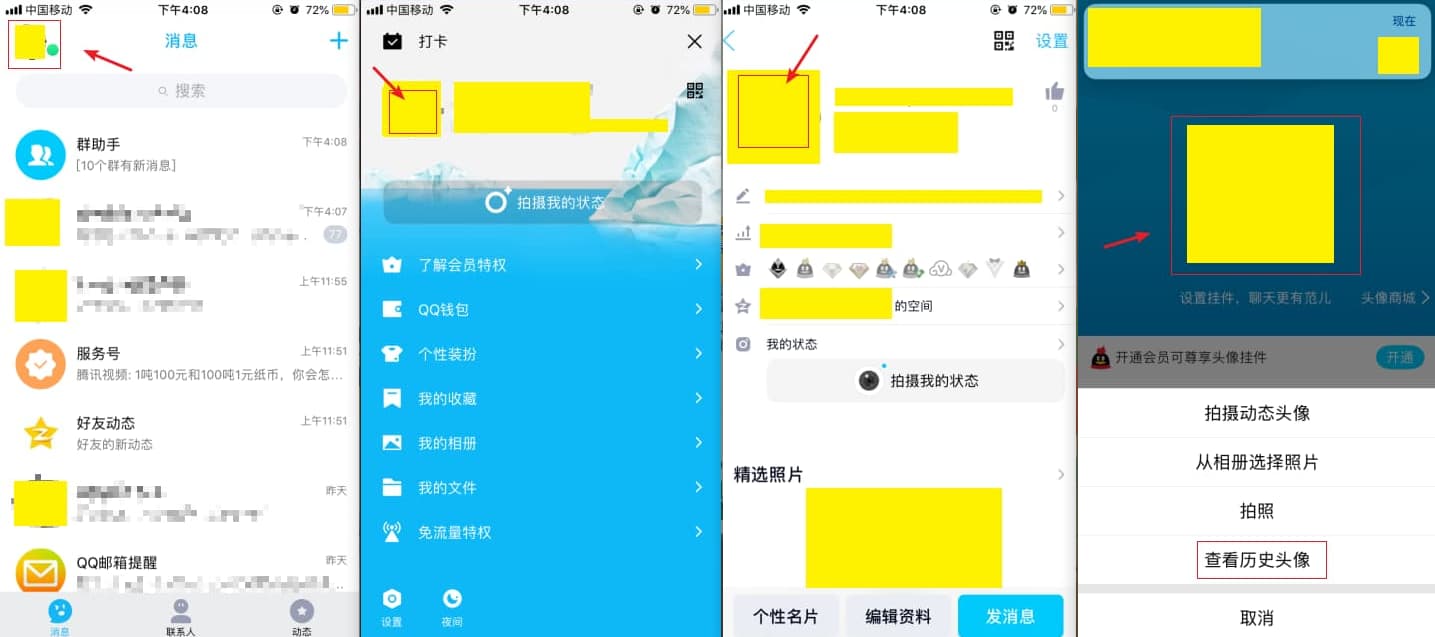 中国移动
下午4:08
72%
消息
搜索
群助手
下午4:08
[10个群有新消息]
下午4:07
77
上午11:55
服务号
上午11:51
腾讯视频: 1吨100元和100吨1元纸币，你会怎...
好友动态
上午11:51
好友的新动态
昨天
QQ邮箱提醒
昨天
消息
联系人
动态
中国移动
下午4:08
72%
打卡
拍摄我的状态
了解会员特权
QQ钱包
个性装扮
我的收藏
我的相册
我的文件
免流量特权
设置
夜间
中国移动
下午4:08
72%
设置
0
的空间
我的状态
拍摄我的状态
精选照片
个性名片
编辑资料
发消息
现在
设置挂件，聊天更有范儿
头像商城
开通会员可尊享头像挂件
开通
拍摄动态头像
从相册选择照片
拍照
查看历史头像
取消